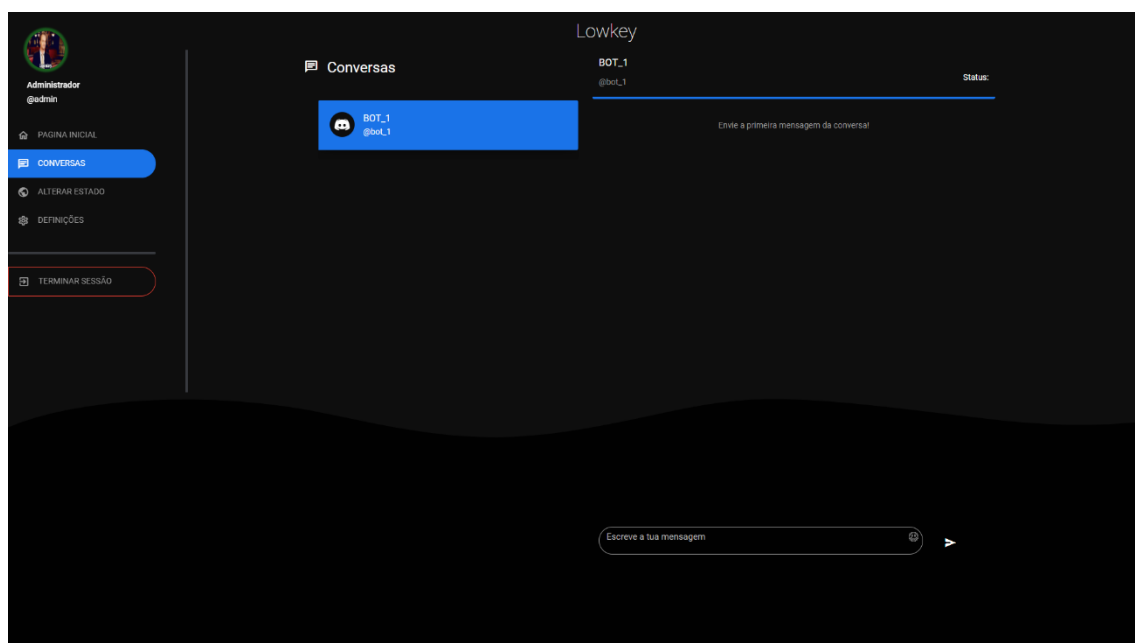 Lowkey
Administrador
@admin
PAGINA INICIAL
CONVERSAS
ALTERAR ESTADO
DEFINIÇÕES
TERMINAR SESSÃO
Conversas
BOT_1
@bot_1
BOT_1
@bot_1
Status:
Envie a primeira mensagem da conversa!
Escreve a tua mensagem